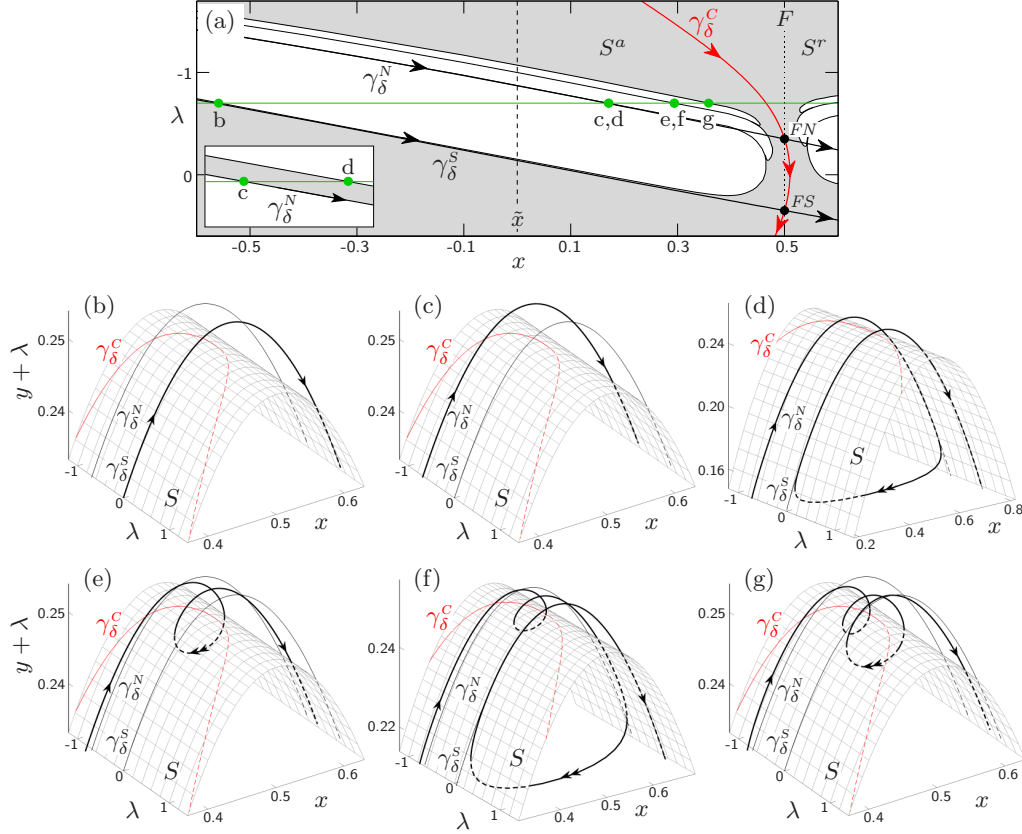 (a)
γ_δ^C
F
S^a
S^r
γ_δ^N
-1
λ
b
c,d
e,f
g
FN
γ_δ^S
0
d
c
γ_δ^N
FS
x̃
-0.5 -0.3 -0.1 0.1 0.3 0.5
x
(b)
0.25
0.24
y + λ
γ_δ^C
γ_δ^N
γ_δ^S
S
-1
0
1
λ
0.4
0.5
0.6
x
(c)
0.25
0.24
γ_δ^C
γ_δ^N
γ_δ^S
S
-1
0
1
λ
0.4
0.5
0.6
x
(d)
0.24
0.20
0.16
γ_δ^C
γ_δ^N
γ_δ^S
S
-1
0
1
λ
0.2
0.4
0.6
0.8
x
(e)
0.25
0.24
y + λ
γ_δ^C
γ_δ^N
γ_δ^S
S
-1
0
1
λ
0.4
0.5
0.6
x
(f)
0.24
0.22
γ_δ^C
γ_δ^N
γ_δ^S
S
-1
0
1
λ
0.4
0.5
0.6
x
(g)
0.25
0.24
γ_δ^C
γ_δ^N
γ_δ^S
S
-1
0
1
λ
0.4
0.5
0.6
x